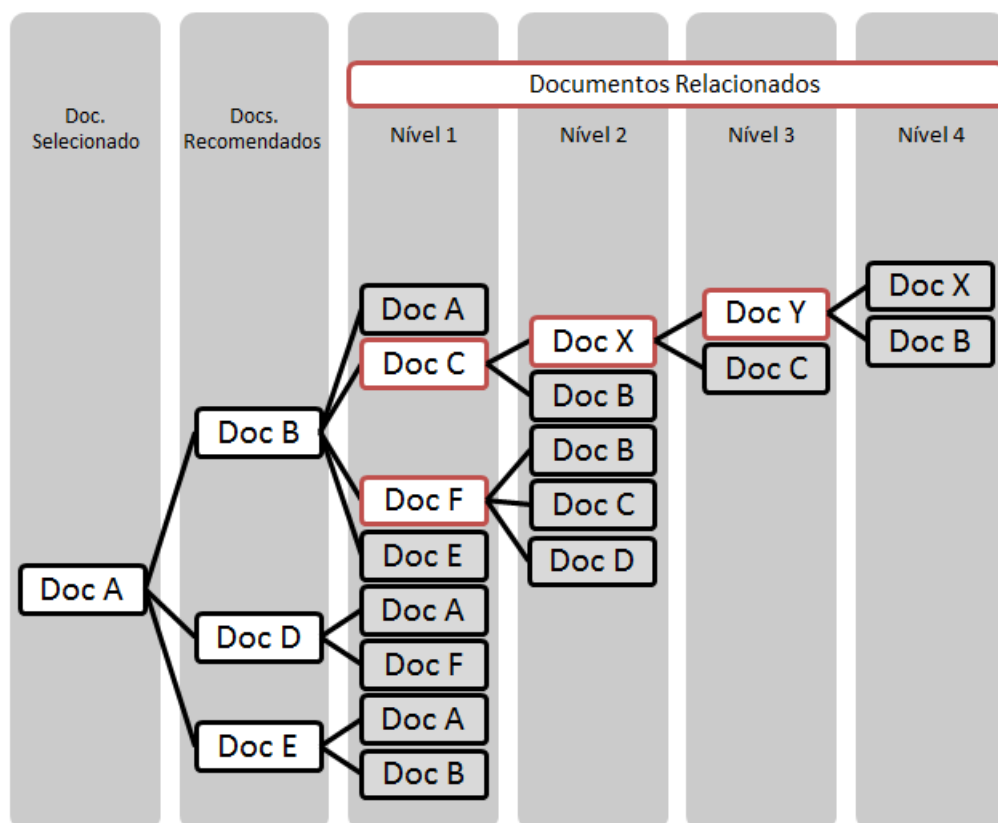 Documentos Relacionados
Doc.
Selecionado
Docs.
Recomendados
Nível 1
Nível 2
Nível 3
Nível 4
Doc A
Doc B
Doc D
Doc E
Doc A
Doc C
Doc F
Doc E
Doc A
Doc F
Doc A
Doc B
Doc X
Doc B
Doc B
Doc C
Doc D
Doc Y
Doc C
Doc X
Doc B